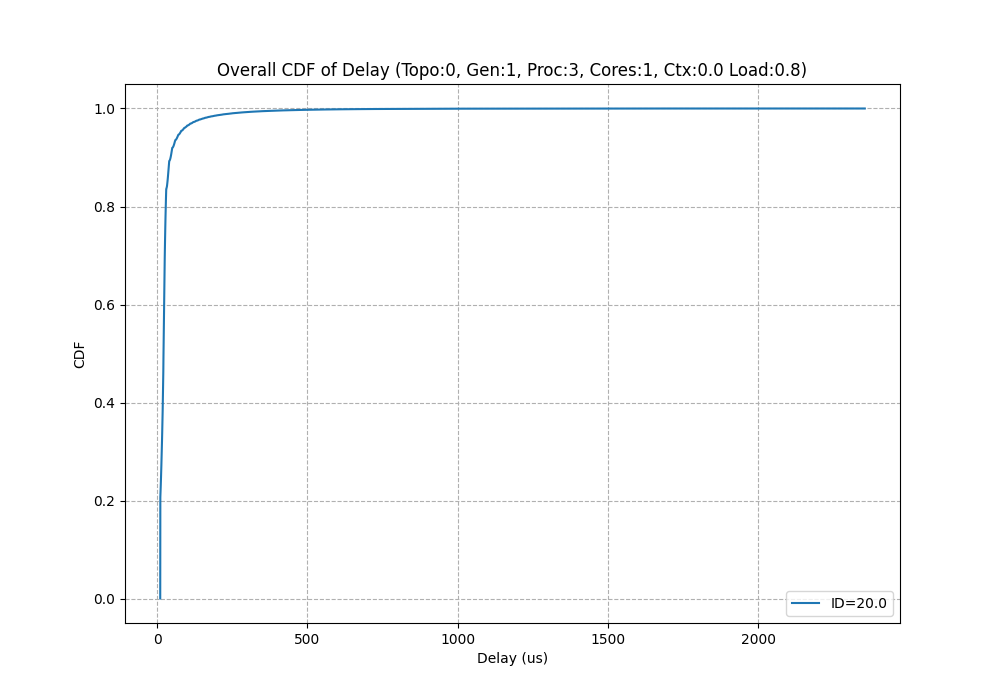 Overall CDF of Delay (Topo:0, Gen:1, Proc:3, Cores:1, Ctx:0.0 Load:0.8)
1.0
0.8
0.6
0.4
0.2
0.0
CDF
ID=20.0
0
500
1000
1500
2000
Delay (us)